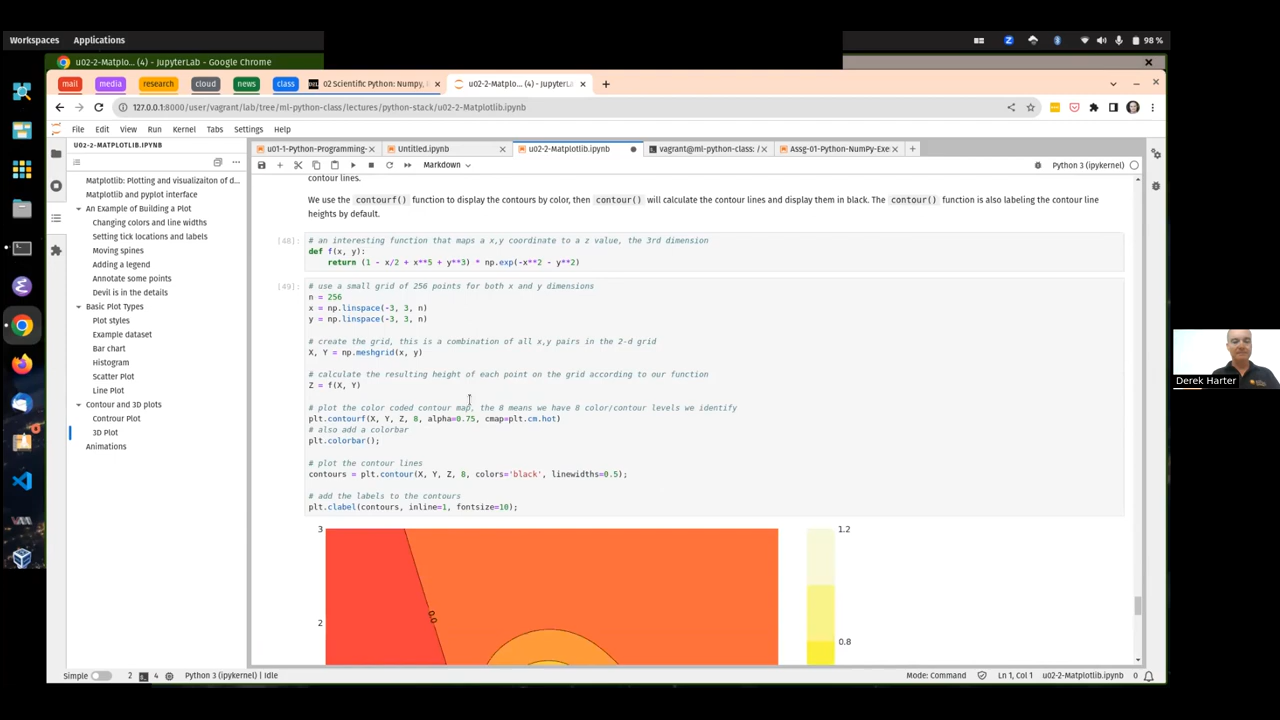 Workspaces Applications
98 %
u02-2-Matplo... (4) - JupyterLab - Google Chrome
mail media research cloud news class 02 Scientific Python: Numpy, u02-2-Matplo... (4) - JupyterLa
127.0.0.1:8000/user/vagrant/lab/tree/ml-python-class/lectures/python-stack/u02-2-Matplotlib.ipynb
File Edit View Run Kernel Tabs Settings Help
U02-2-MATPLOTLIB.IPYNB
u01-1-Python-Programming- Untitled.ipynb u02-2-Matplotlib.ipynb vagrant@ml-python-class: / Assg-01-Python-NumPy-Exe
Markdown
Python 3 (ipykernel)
Matplotlib: Plotting and visualizaiton of d...
Matplotlib and pyplot interface
An Example of Building a Plot
Changing colors and line widths
Setting tick locations and labels
Moving spines
Adding a legend
Annotate some points
Devil is in the details
Basic Plot Types
Plot styles
Example dataset
Bar chart
Histogram
Scatter Plot
Line Plot
Contour and 3D plots
Controur Plot
3D Plot
Animations
contour lines.
We use the contourf() function to display the contours by color, then contour() will calculate the contour lines and display them in black. The contour() function is also labeling the contour line
heights by default.
[48]: # an interesting function that maps a x,y coordinate to a z value, the 3rd dimension
def f(x, y):
return (1 - x/2 + x**5 + y**3) * np.exp(-x**2 - y**2)
[49]: # use a small grid of 256 points for both x and y dimensions
n = 256
x = np.linspace(-3, 3, n)
y = np.linspace(-3, 3, n)
# create the grid, this is a combination of all x,y pairs in the 2-d grid
X, Y = np.meshgrid(x, y)
# calculate the resulting height of each point on the grid according to our function
Z = f(X, Y)
# plot the color coded contour map, the 8 means we have 8 color/contour levels we identify
plt.contourf(X, Y, Z, 8, alpha=0.75, cmap=plt.cm.hot)
# also add a colorbar
plt.colorbar();
# plot the contour lines
contours = plt.contour(X, Y, Z, 8, colors='black', linewidths=0.5);
# add the labels to the contours
plt.clabel(contours, inline=1, fontsize=10);
3
1.2
0.0
2
0.8
Derek Harter
Simple 2 4 Python 3 (ipykernel) | Idle
Mode: Command Ln 1, Col 1 u02-2-Matplotlib.ipynb 0